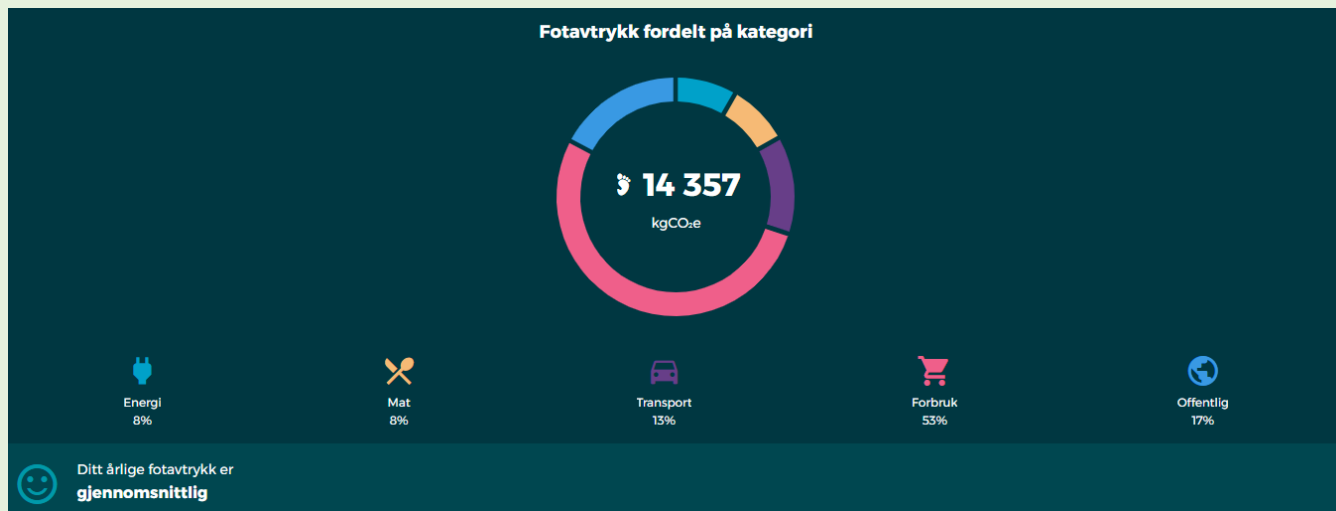 Fotavtrykk fordelt på kategori
14 357
kgCO₂e
Energi
8%
Mat
8%
Transport
13%
Forbruk
53%
Offentlig
17%
Ditt årlige fotavtrykk er
gjennomsnittlig